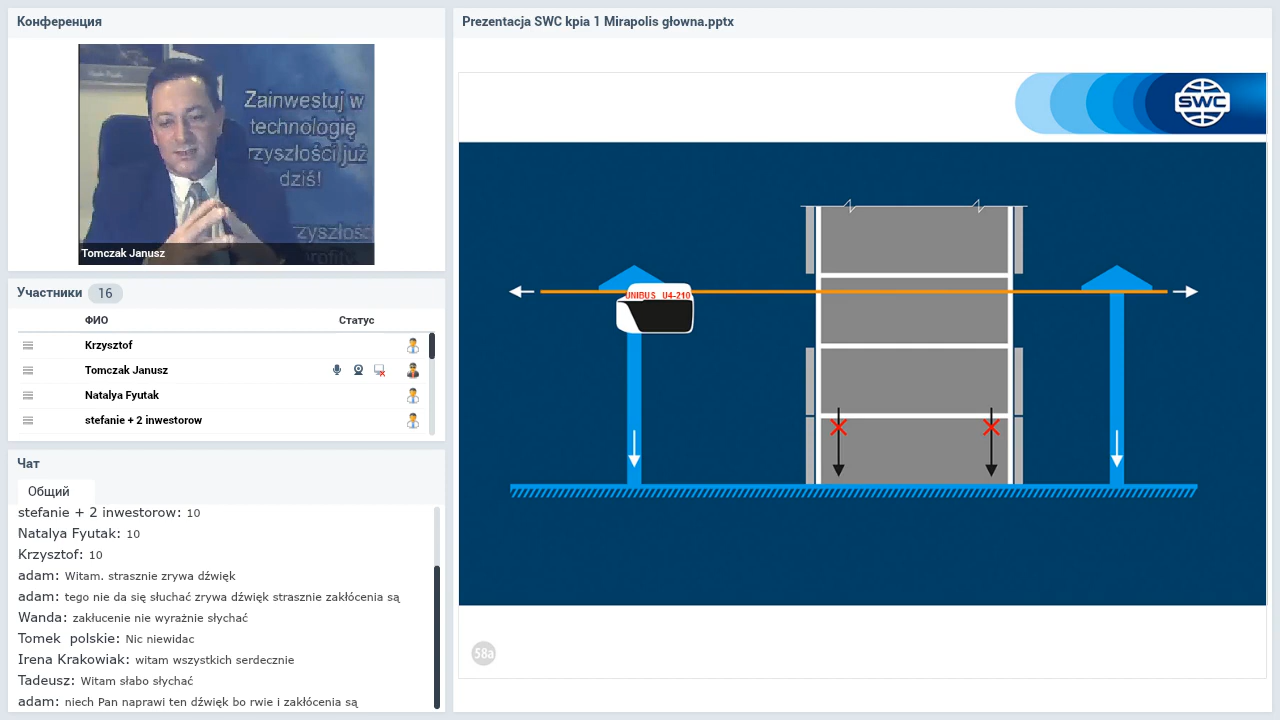 Конференция
Zainwestuj w
technologię
rzyszłości już
dziś!
Tomczak Janusz
Участники 16
ФИО Статус
Krzysztof
Tomczak Janusz
Natalya Fyutak
stefanie + 2 inwestorow
Чат
Общий
stefanie + 2 inwestorow: 10
Natalya Fyutak: 10
Krzysztof: 10
adam: Witam. strasznie zrywa dźwięk
adam: tego nie da się słuchać zrywa dźwięk strasznie zakłócenia są
Wanda: zakłucenie nie wyrażnie słychać
Tomek polskie: Nic niewidac
Irena Krakowiak: witam wszystkich serdecznie
Tadeusz: Witam słabo słychać
adam: niech Pan naprawi ten dźwięk bo rwie i zakłócenia są
Prezentacja SWC kpia 1 Mirapolis głowna.pptx
SWC
UNIBUS U4-210
58a